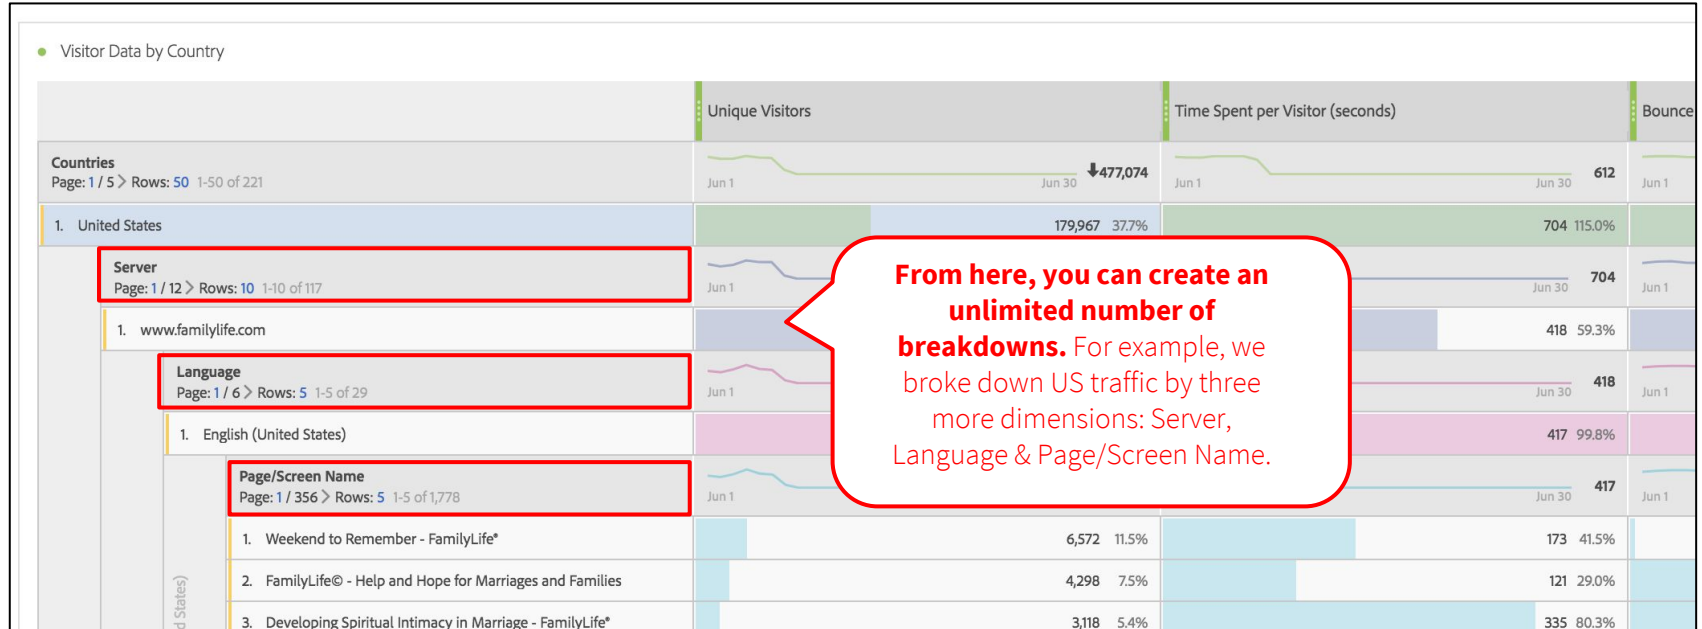 Visitor Data by Country
Unique Visitors
Time Spent per Visitor (seconds)
Bounce
Countries
Page: 1 / 5 > Rows: 50 1-50 of 221
Jun 1
Jun 30
⬇477,074
Jun 1
Jun 30
612
Jun 1
1. United States
179,967 37.7%
704 115.0%
Server
Page: 1 / 12 > Rows: 10 1-10 of 117
Jun 1
Jun 30
704
Jun 1
1. www.familylife.com
418 59.3%
Language
Page: 1 / 6 > Rows: 5 1-5 of 29
Jun 1
Jun 30
418
Jun 1
1. English (United States)
417 99.8%
Page/Screen Name
Page: 1 / 356 > Rows: 5 1-5 of 1,778
Jun 1
Jun 30
417
Jun 1
From here, you can create an
unlimited number of
breakdowns. For example, we
broke down US traffic by three
more dimensions: Server,
Language & Page/Screen Name.
1. Weekend to Remember - FamilyLife®
6,572 11.5%
173 41.5%
2. FamilyLife© - Help and Hope for Marriages and Families
4,298 7.5%
121 29.0%
3. Developing Spiritual Intimacy in Marriage - FamilyLife®
3,118 5.4%
335 80.3%
States)